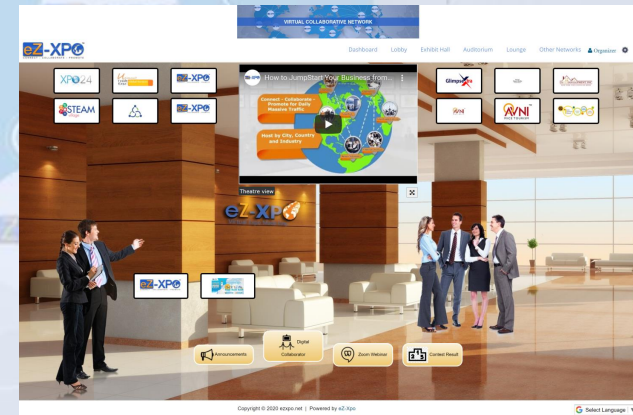 VIRTUAL COLLABORATIVE NETWORK
eZ-XPO
Dashboard Lobby Exhibit Hall Auditorium Lounge Other Networks Organizer
XPO24
eZ-XPO
eZ-XPO How to JumpStart Your Business from...
Connect - Collaborate -
Promote for Daily
Massive Traffic
Host by City, Country
and Industry
STEAM
eZ-XPO
AVNI
AVNI
Theatre view
eZ-XPO
eZ-XPO
Announcements
Digital
Collaborator
Zoom Webinar
Contest Result
Copyright © 2020 ezxpo.net | Powered by eZ-Xpo
Select Language